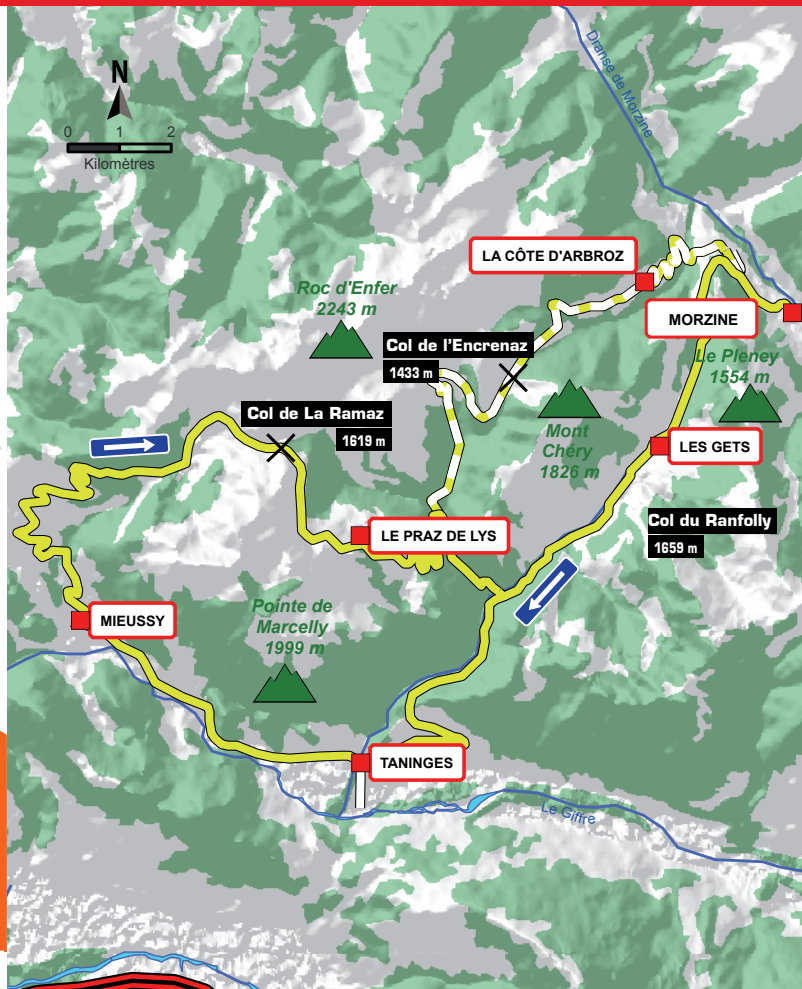 N
0 1 2
Kilomètres
Dranse de Morzine
LA CÔTE D'ARBROZ
Roc d'Enfer
2243 m
MORZINE
Col de l'Encrenaz
1433 m
Le Pleney
1554 m
Col de La Ramaz
1619 m
Mont
Chéry
1826 m
LES GETS
Col du Ranfolly
1659 m
LE PRAZ DE LYS
Pointe de
Marcelly
1999 m
MIEUSSY
TANINGES
Le Giffre